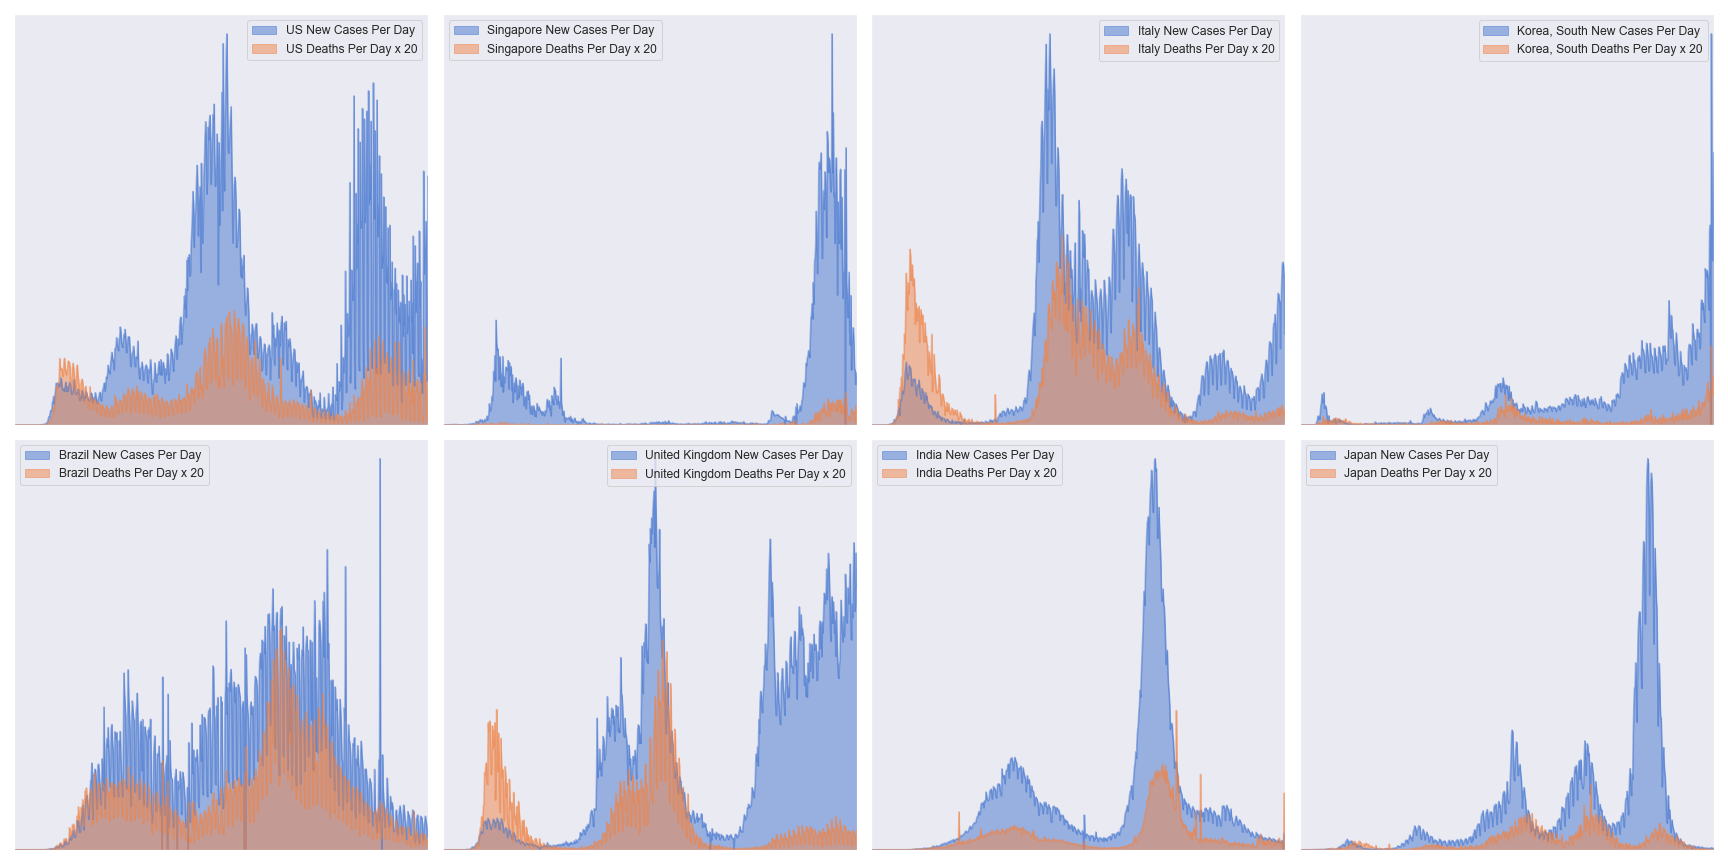 US New Cases Per Day
US Deaths Per Day x 20
Singapore New Cases Per Day
Singapore Deaths Per Day x 20
Italy New Cases Per Day
Italy Deaths Per Day x 20
Korea, South New Cases Per Day
Korea, South Deaths Per Day x 20
Brazil New Cases Per Day
Brazil Deaths Per Day x 20
United Kingdom New Cases Per Day
United Kingdom Deaths Per Day x 20
India New Cases Per Day
India Deaths Per Day x 20
Japan New Cases Per Day
Japan Deaths Per Day x 20